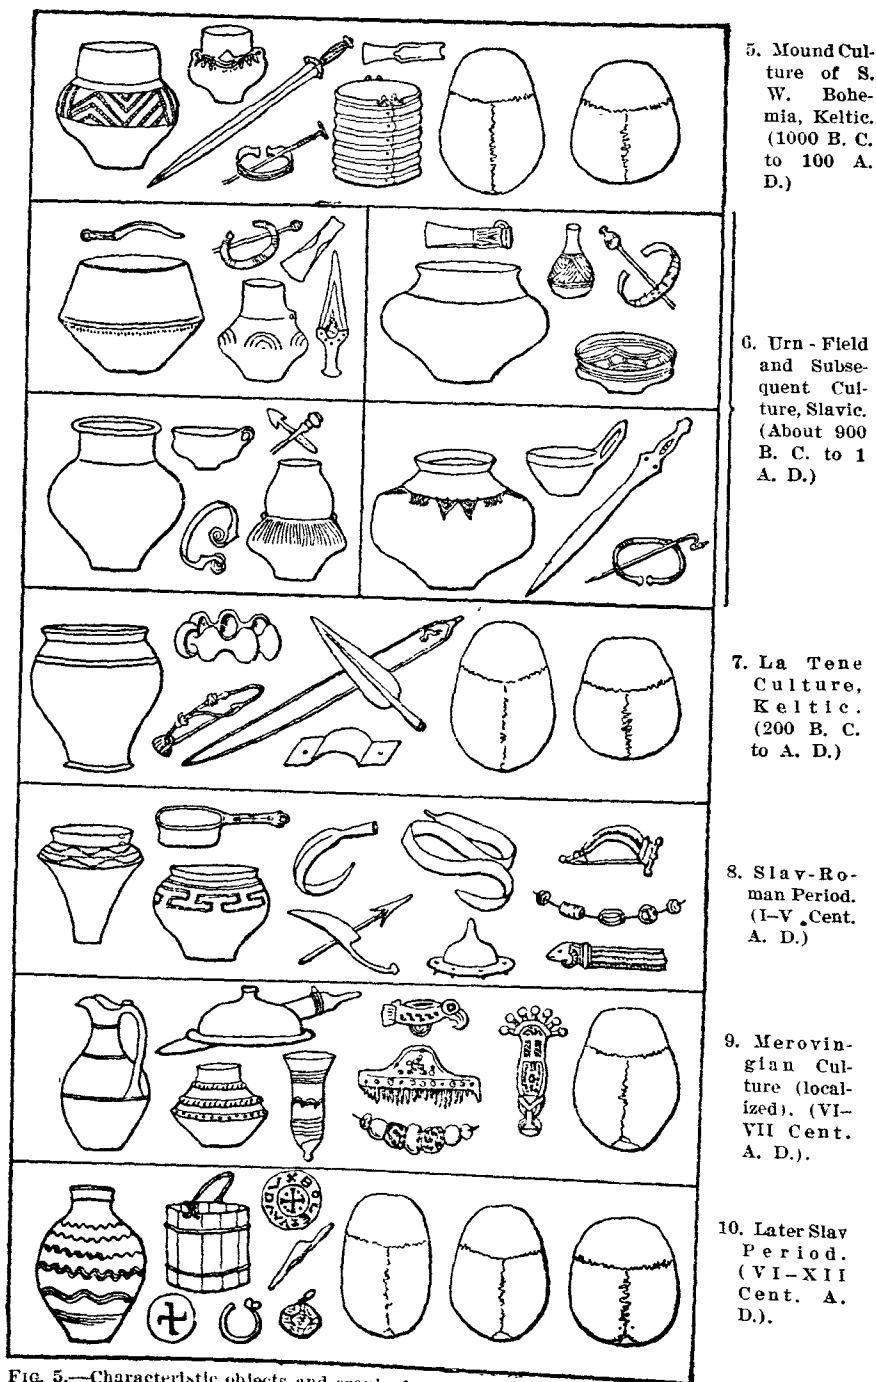 5. Mound Cul-
ture of S.
W. Bohe-
mia, Keltic.
(1000 B. C.
to 100 A.
D.)
6. Urn - Field
and Subse-
quent Cul-
ture, Slavic.
(About 900
B. C. to 1
A. D.)
7. La Tene
Culture,
Keltic.
(200 B. C.
to A. D.)
8. Slav-Ro-
man Period.
(I–V Cent.
A. D.)
9. Merovin-
gian Cul-
ture (local-
ized). (VI–
VII Cent.
A. D.).
10. Later Slav
Period.
(VI–XII
Cent. A.
D.).
FIG. 5.—Characteristic objects and